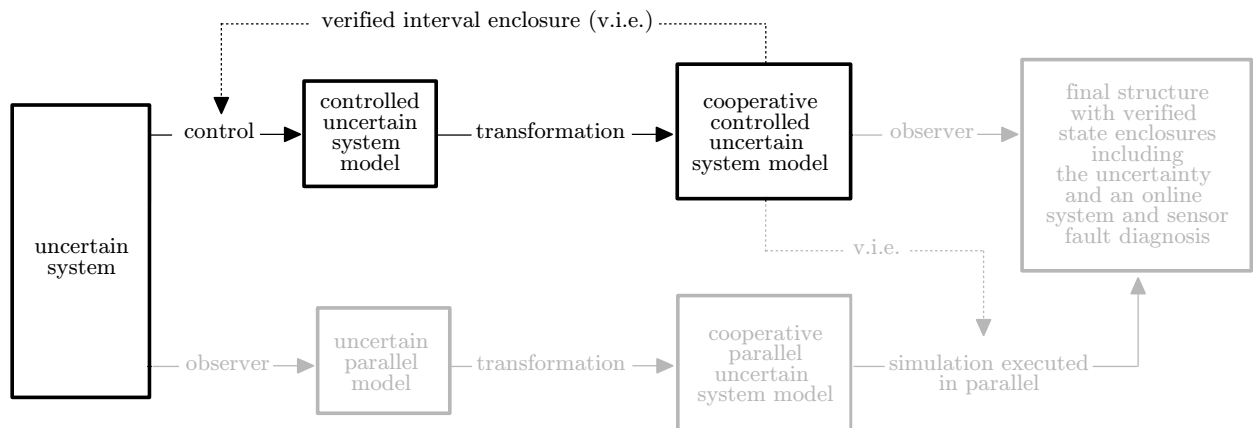 verified interval enclosure (v.i.e.)
uncertain
system
control
controlled
uncertain
system
model
transformation
cooperative
controlled
uncertain
system model
observer
final structure
with verified
state enclosures
including
the uncertainty
and an online
system and sensor
fault diagnosis
v.i.e.
observer
uncertain
parallel
model
transformation
cooperative
parallel
uncertain
system model
simulation executed
in parallel